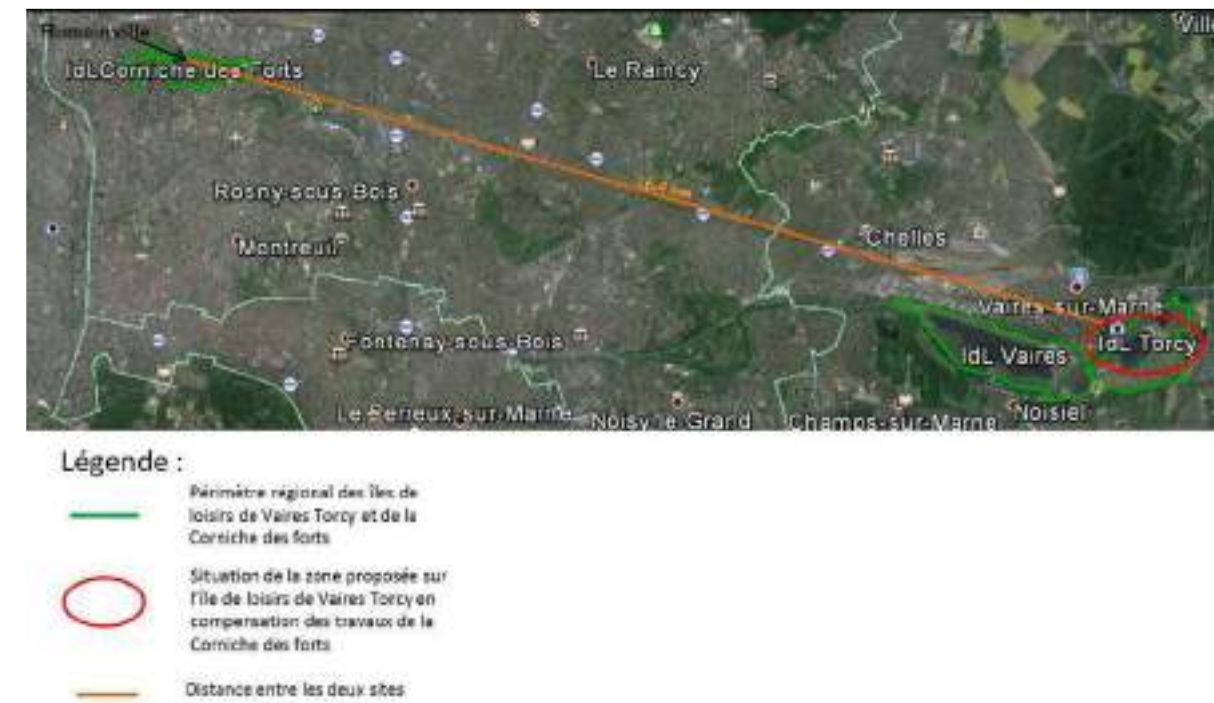 Romainville
Ville
IdL Corniche des Forts
Le Raincy
Rosny-sous-Bois
Montreuil
Chelles
Vaires-sur-Marne
Fontenay-sous-Bois
IdL Vaires
IdL Torcy
Le Perreux-sur-Marne
Noisy-le-Grand
Champs-sur-Marne
Noisiel
Légende :
Périmètre régional des îles de
loisirs de Vaires Torcy et de la
Corniche des forts
Situation de la zone proposée sur
l'île de loisirs de Vaires Torcy en
compensation des travaux de la
Corniche des forts
Distance entre les deux sites